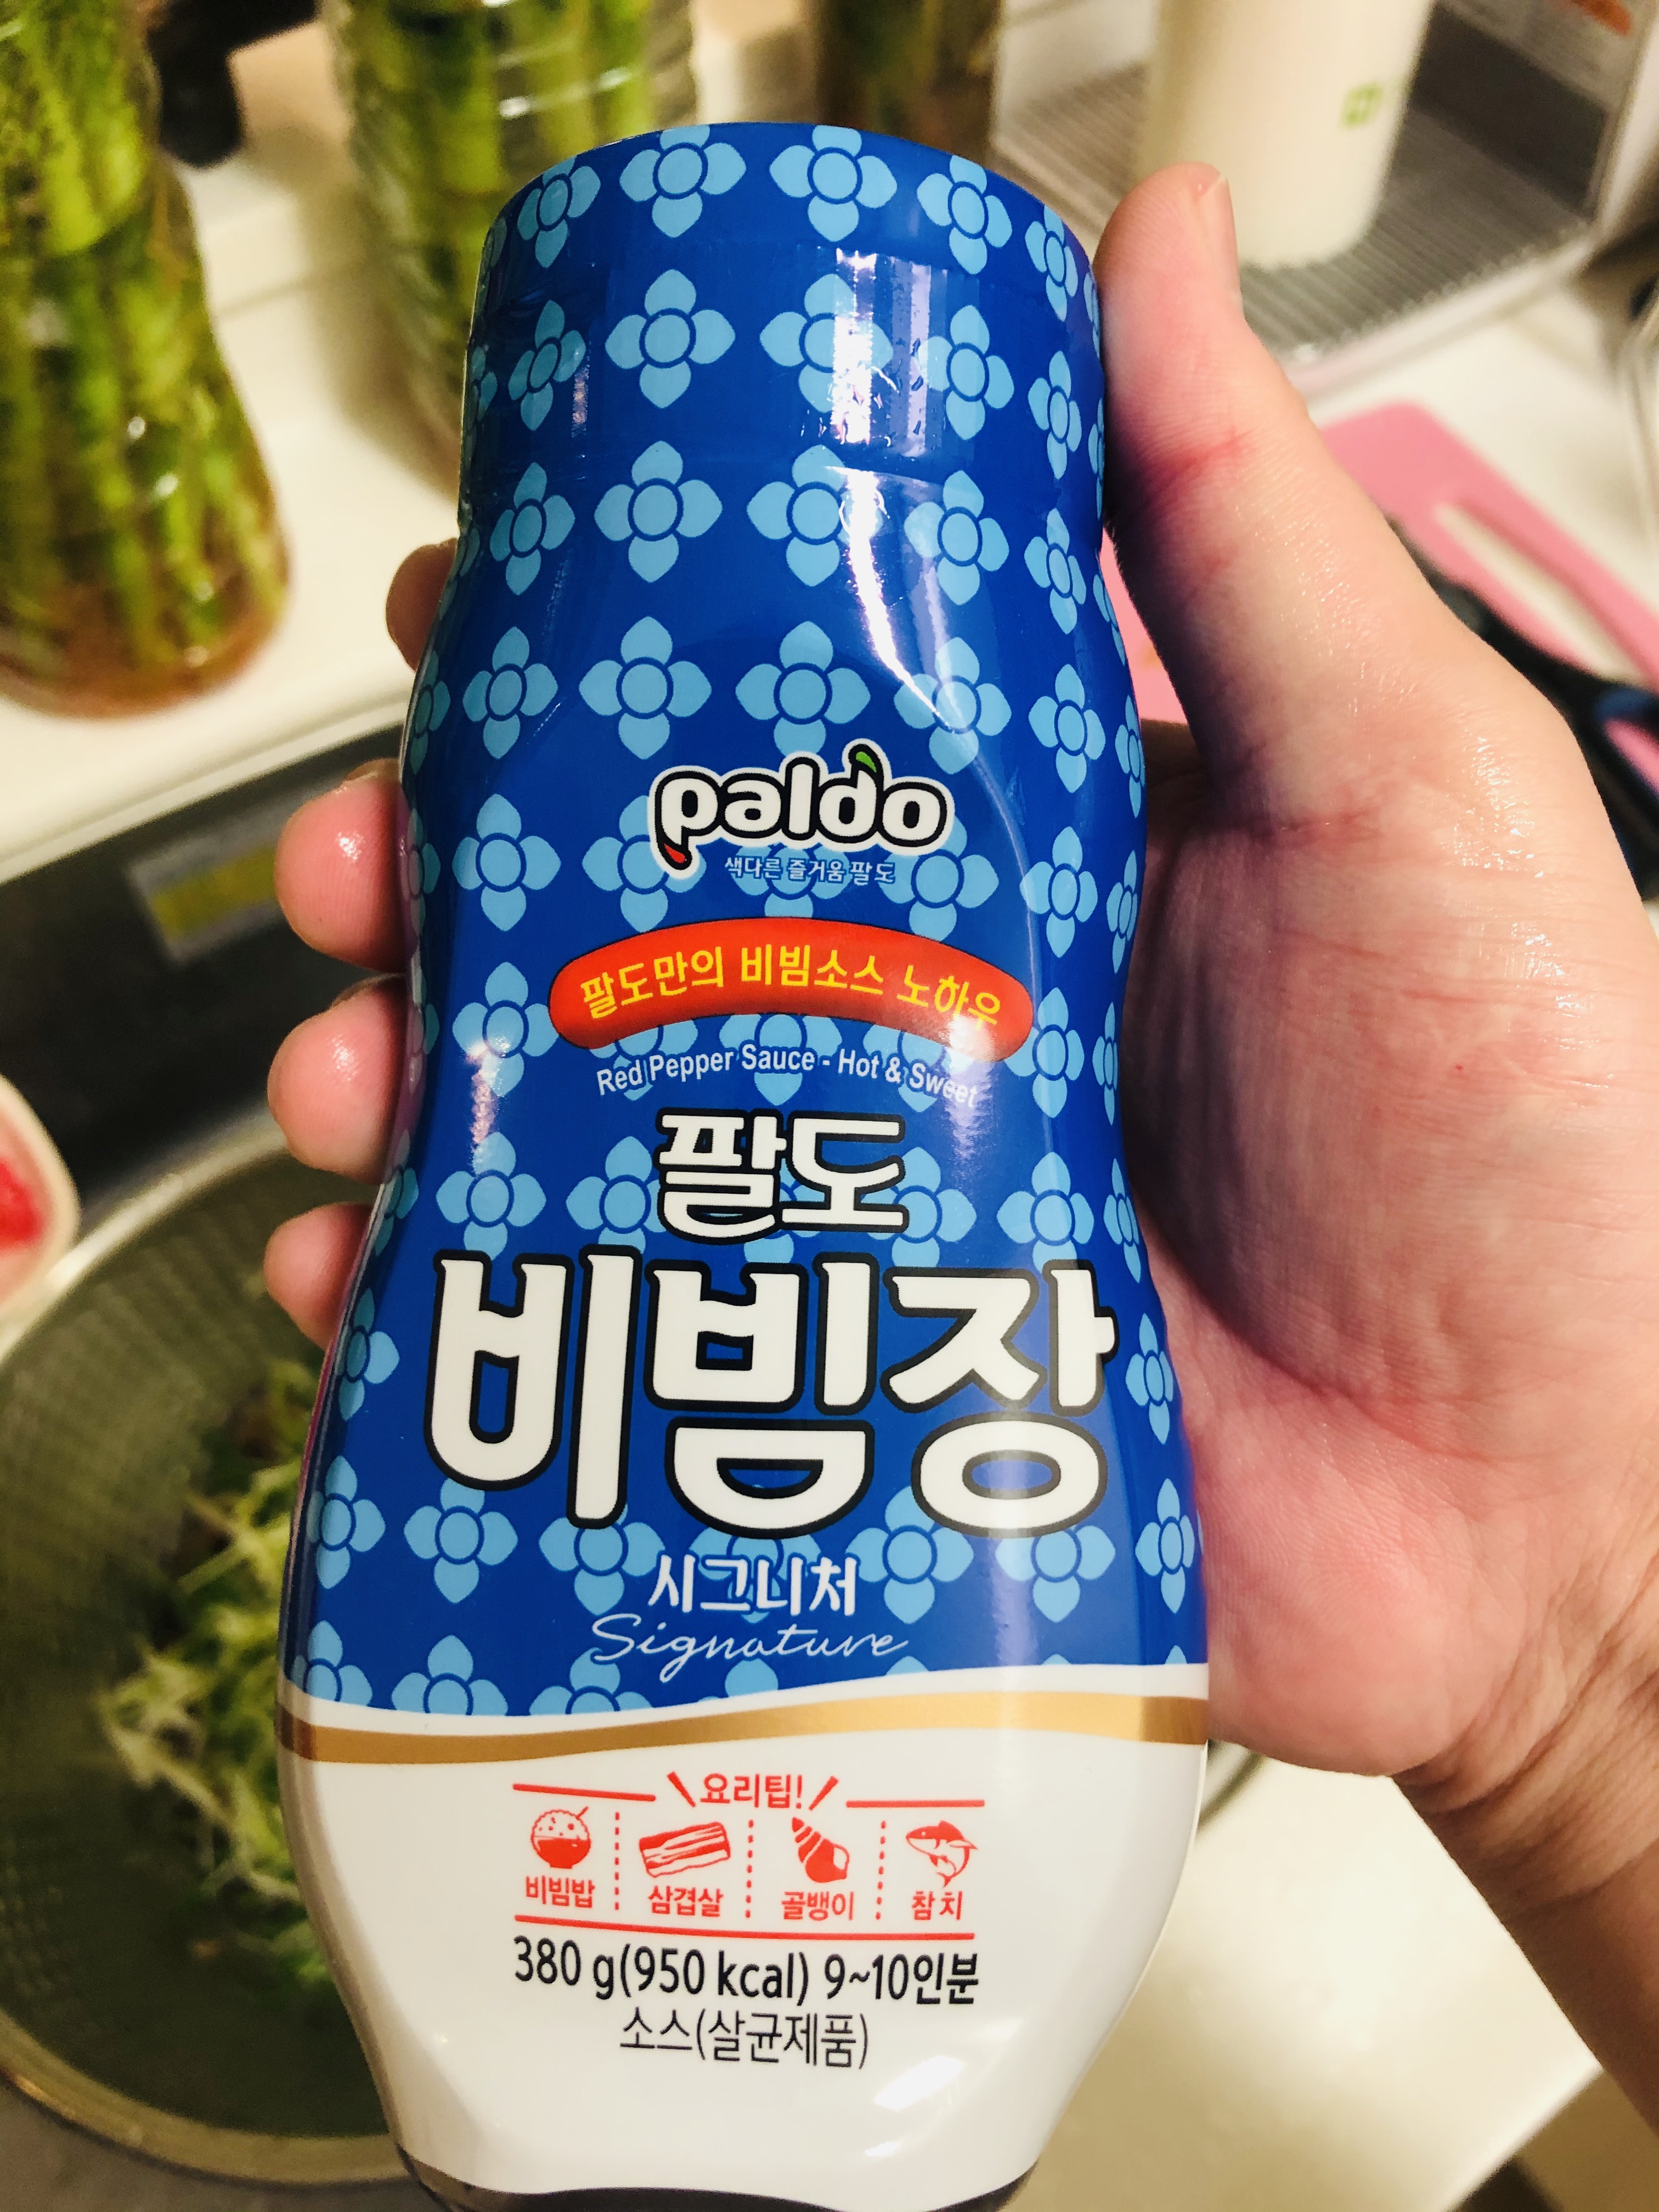 paldo
색다른 즐거움 팔도
팔도만의 비빔소스 노하우
Red Pepper Sauce - Hot & Sweet
팔도
비빔장
시그니처
Signature
요리팁!
비빔밥 삼겹살 골뱅이 참치
380 g(950 kcal) 9~10인분
소스(살균제품)